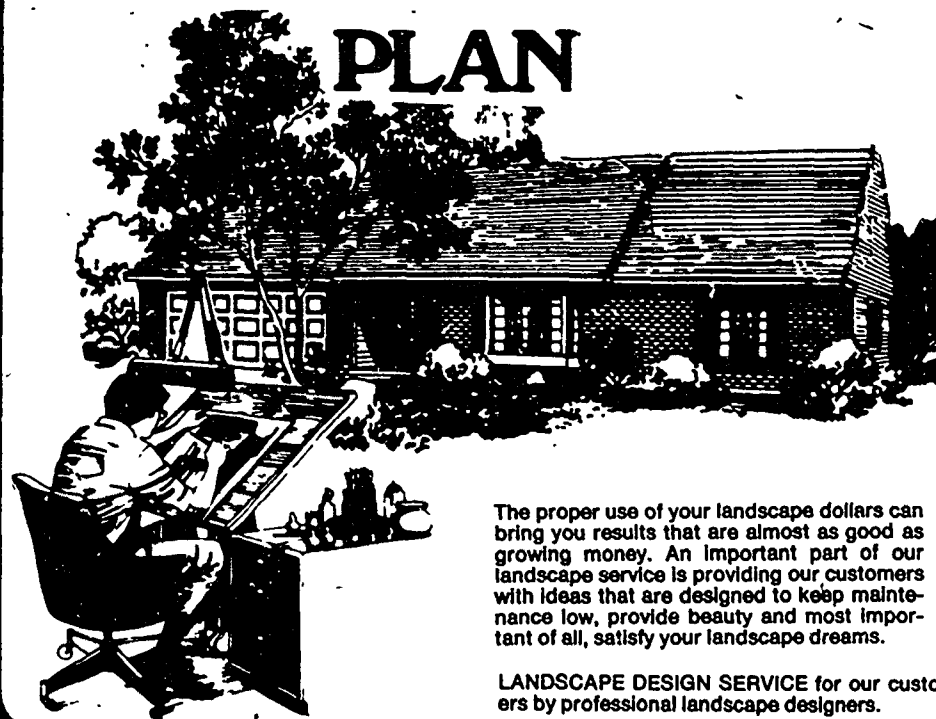 PLAN
The proper use of your landscape dollars can
bring you results that are almost as good as
growing money. An important part of our
landscape service is providing our customers
with ideas that are designed to keep mainte-
nance low, provide beauty and most impor-
tant of all, satisfy your landscape dreams.
LANDSCAPE DESIGN SERVICE for our custo
ers by professional landscape designers.